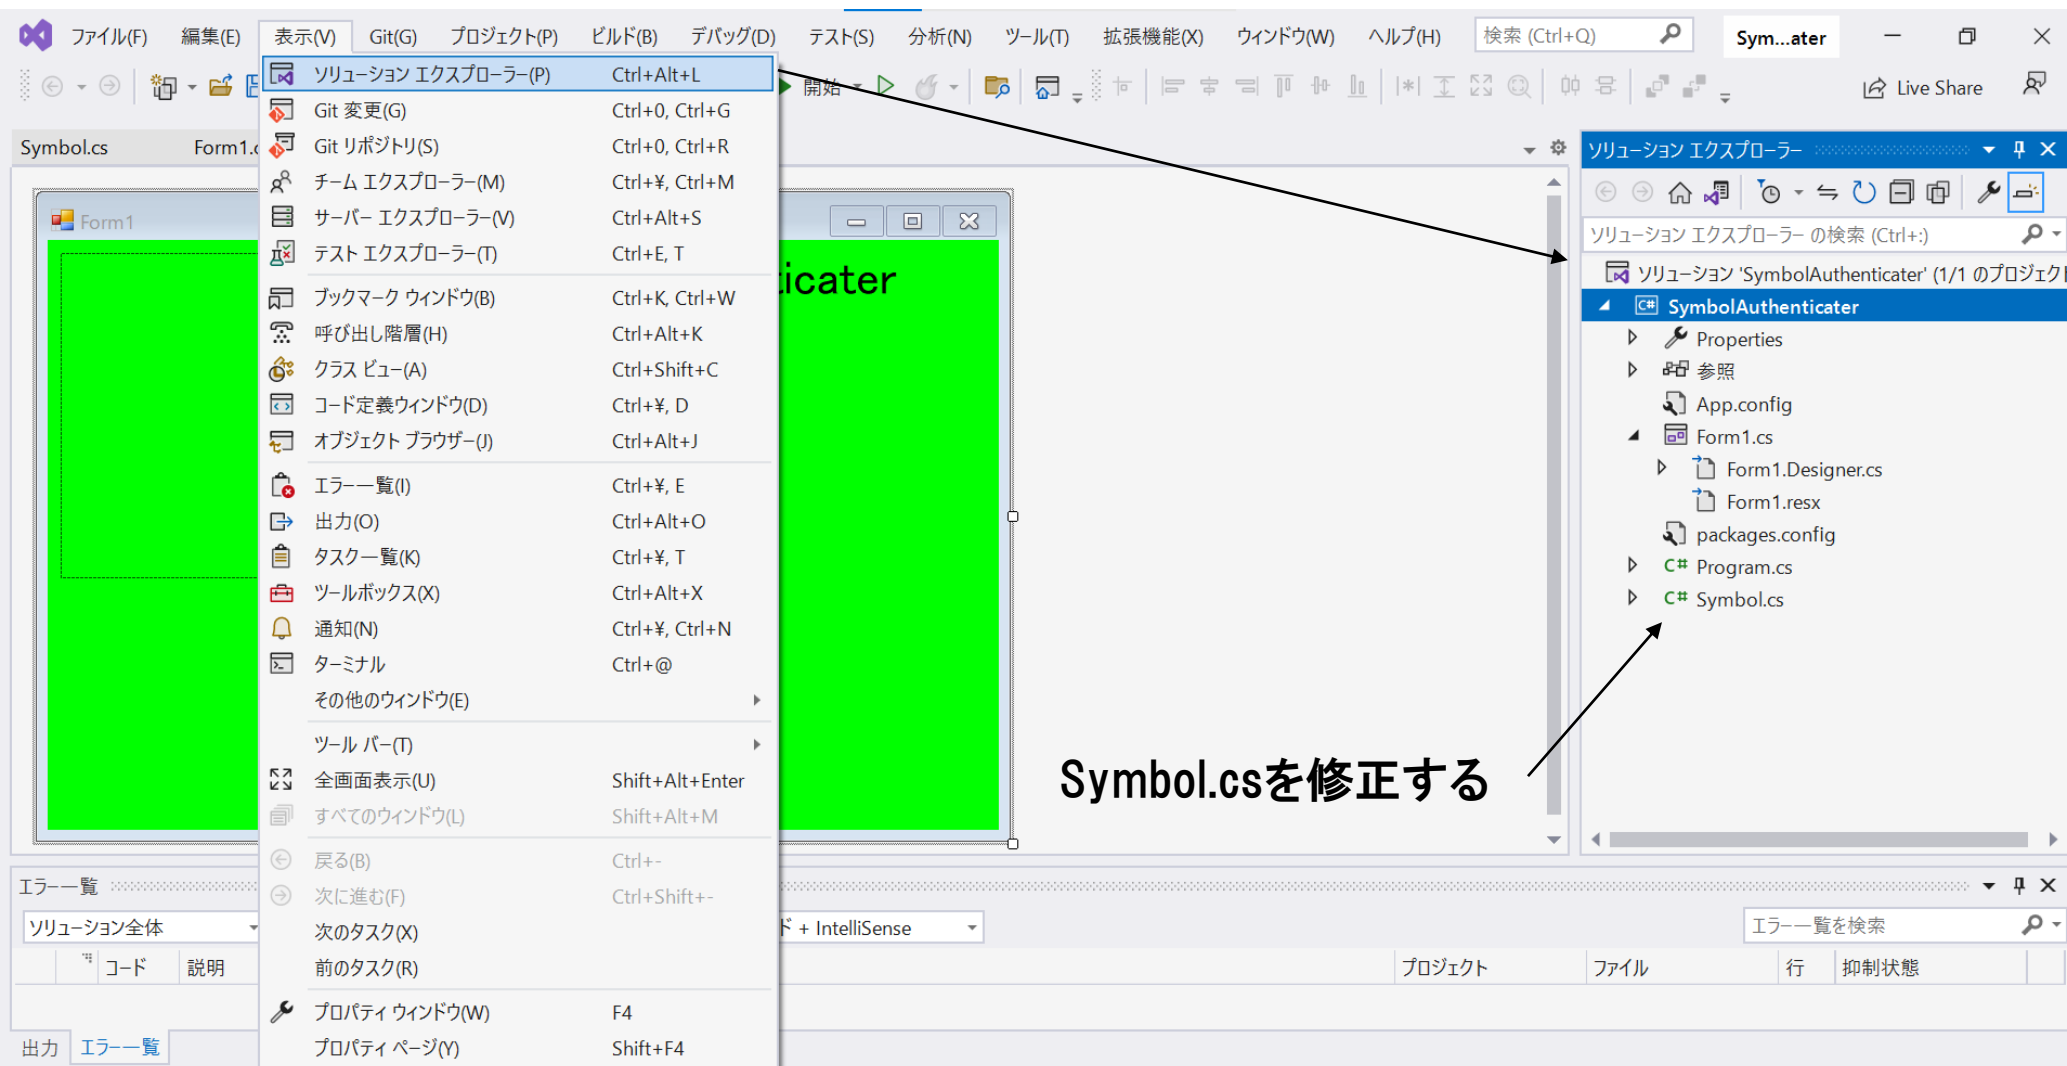 ファイル(F) 編集(E) 表示(V) Git(G) プロジェクト(P) ビルド(B) デバッグ(D) テスト(S) 分析(N) ツール(T) 拡張機能(X) ウィンドウ(W) ヘルプ(H) 検索 (Ctrl+Q) Sym...ater
開始 Live Share
Symbol.cs Form1.
Form1
icater
ソリューション エクスプローラー(P) Ctrl+Alt+L
Git 変更(G) Ctrl+0, Ctrl+G
Git リポジトリ(S) Ctrl+0, Ctrl+R
チーム エクスプローラー(M) Ctrl+¥, Ctrl+M
サーバー エクスプローラー(V) Ctrl+Alt+S
テスト エクスプローラー(T) Ctrl+E, T
ブックマーク ウィンドウ(B) Ctrl+K, Ctrl+W
呼び出し階層(H) Ctrl+Alt+K
クラス ビュー(A) Ctrl+Shift+C
コード定義ウィンドウ(D) Ctrl+¥, D
オブジェクト ブラウザー(J) Ctrl+Alt+J
エラー一覧(I) Ctrl+¥, E
出力(O) Ctrl+Alt+O
タスク一覧(K) Ctrl+¥, T
ツールボックス(X) Ctrl+Alt+X
通知(N) Ctrl+¥, Ctrl+N
ターミナル Ctrl+@
その他のウィンドウ(E)
ツール バー(T)
全画面表示(U) Shift+Alt+Enter
すべてのウィンドウ(L) Shift+Alt+M
戻る(B) Ctrl+-
次に進む(F) Ctrl+Shift+-
次のタスク(X)
前のタスク(R)
プロパティ ウィンドウ(W) F4
プロパティ ページ(Y) Shift+F4
ソリューション エクスプローラー
ソリューション エクスプローラー の検索 (Ctrl+:)
ソリューション 'SymbolAuthenticater' (1/1 のプロジェクト
C# SymbolAuthenticater
Properties
参照
App.config
Form1.cs
Form1.Designer.cs
Form1.resx
packages.config
C# Program.cs
C# Symbol.cs
Symbol.csを修正する
エラー一覧
ソリューション全体 ド + IntelliSense エラー一覧を検索
コード 説明 プロジェクト ファイル 行 抑制状態
出力 エラー一覧